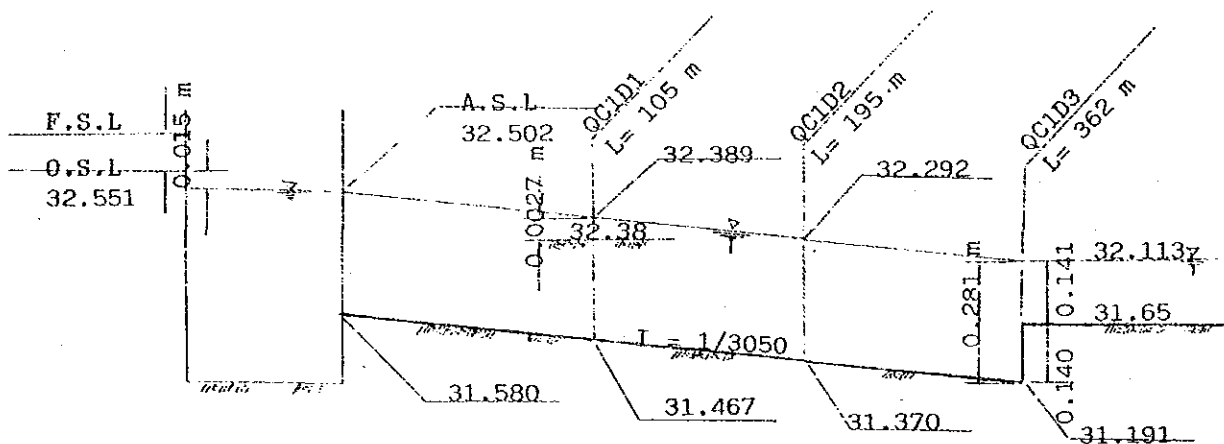 F.S.L
0.015 m
O.S.L
32.551
A.S.L
32.502
QC1D1
L= 105 m
QC1D2
L= 195 m
QC1D3
L= 362 m
32.389
32.292
0.0027 m
32.38
32.113
0.281 m
0.141
31.65
I = 1/3050
0.140
31.580
31.467
31.370
31.191